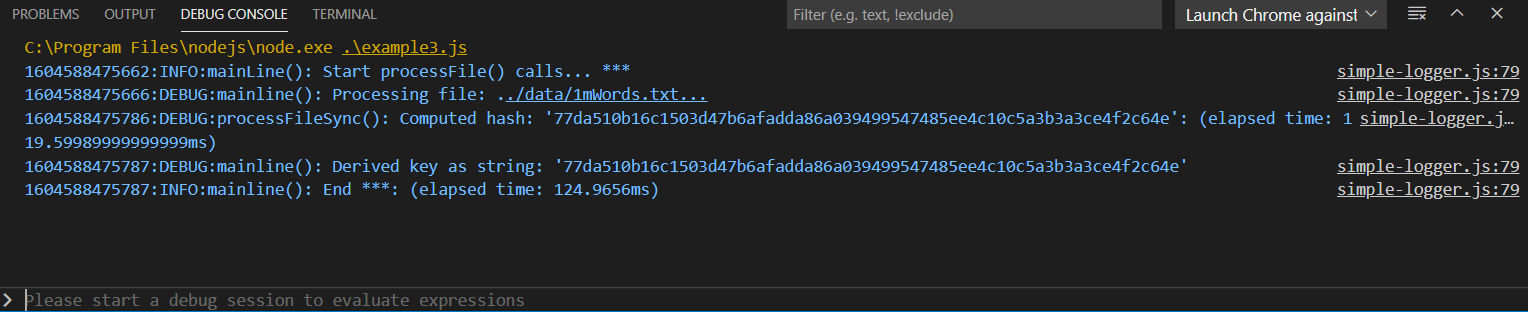 PROBLEMS OUTPUT DEBUG CONSOLE TERMINAL Filter (e.g. text, !exclude) Launch Chrome against
C:\Program Files\nodejs\node.exe .\example3.js
1604588475662:INFO:mainLine(): Start processFile() calls... *** simple-logger.js:79
1604588475666:DEBUG:mainline(): Processing file: ../data/1mWords.txt... simple-logger.js:79
1604588475786:DEBUG:processFileSync(): Computed hash: '77da510b16c1503d47b6afadda86a039499547485ee4c10c5a3b3a3ce4f2c64e': (elapsed time: 1 simple-logger.j…
19.59989999999999ms)
1604588475787:DEBUG:mainline(): Derived key as string: '77da510b16c1503d47b6afadda86a039499547485ee4c10c5a3b3a3ce4f2c64e' simple-logger.js:79
1604588475787:INFO:mainline(): End ***: (elapsed time: 124.9656ms) simple-logger.js:79
Please start a debug session to evaluate expressions